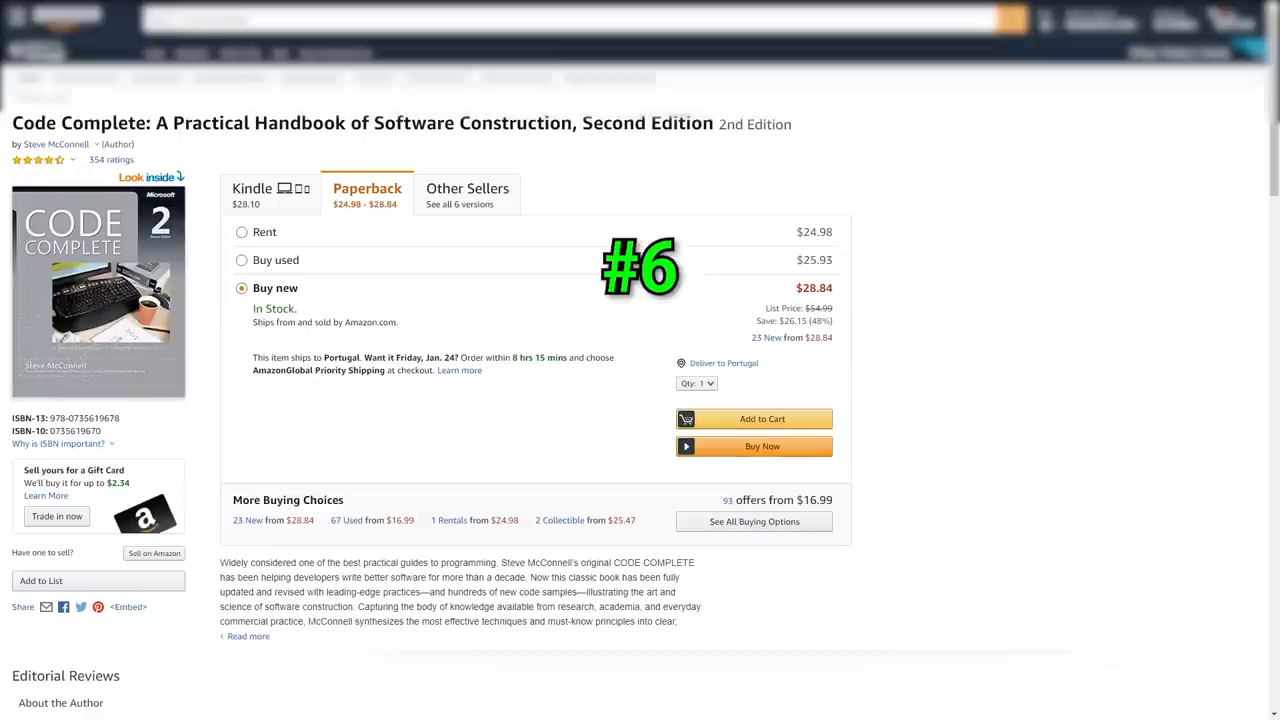 Code Complete: A Practical Handbook of Software Construction, Second Edition 2nd Edition
by Steve McConnell (Author)
354 ratings
Look inside
Microsoft
CODE
COMPLETE
2
Second Edition
Steve McConnell
ISBN-13: 978-0735619678
ISBN-10: 0735619670
Why is ISBN important?
Sell yours for a Gift Card
We'll buy it for up to $2.34
Learn More
Trade in now
a
Have one to sell?
Sell on Amazon
Add to List
Share <Embed>
Kindle
$28.10
Paperback
$24.98 - $28.84
Other Sellers
See all 6 versions
Rent $24.98
Buy used $25.93
#6
Buy new $28.84
In Stock.
Ships from and sold by Amazon.com.
List Price: $54.99
Save: $26.15 (48%)
23 New from $28.84
This item ships to Portugal. Want it Friday, Jan. 24? Order within 8 hrs 15 mins and choose
AmazonGlobal Priority Shipping at checkout. Learn more
Deliver to Portugal
Qty: 1
Add to Cart
Buy Now
More Buying Choices
93 offers from $16.99
23 New from $28.84 67 Used from $16.99 1 Rentals from $24.98 2 Collectible from $25.47
See All Buying Options
Widely considered one of the best practical guides to programming, Steve McConnell's original CODE COMPLETE
has been helping developers write better software for more than a decade. Now this classic book has been fully
updated and revised with leading-edge practices—and hundreds of new code samples—illustrating the art and
science of software construction. Capturing the body of knowledge available from research, academia, and everyday
commercial practice, McConnell synthesizes the most effective techniques and must-know principles into clear,
‹ Read more
Editorial Reviews
About the Author